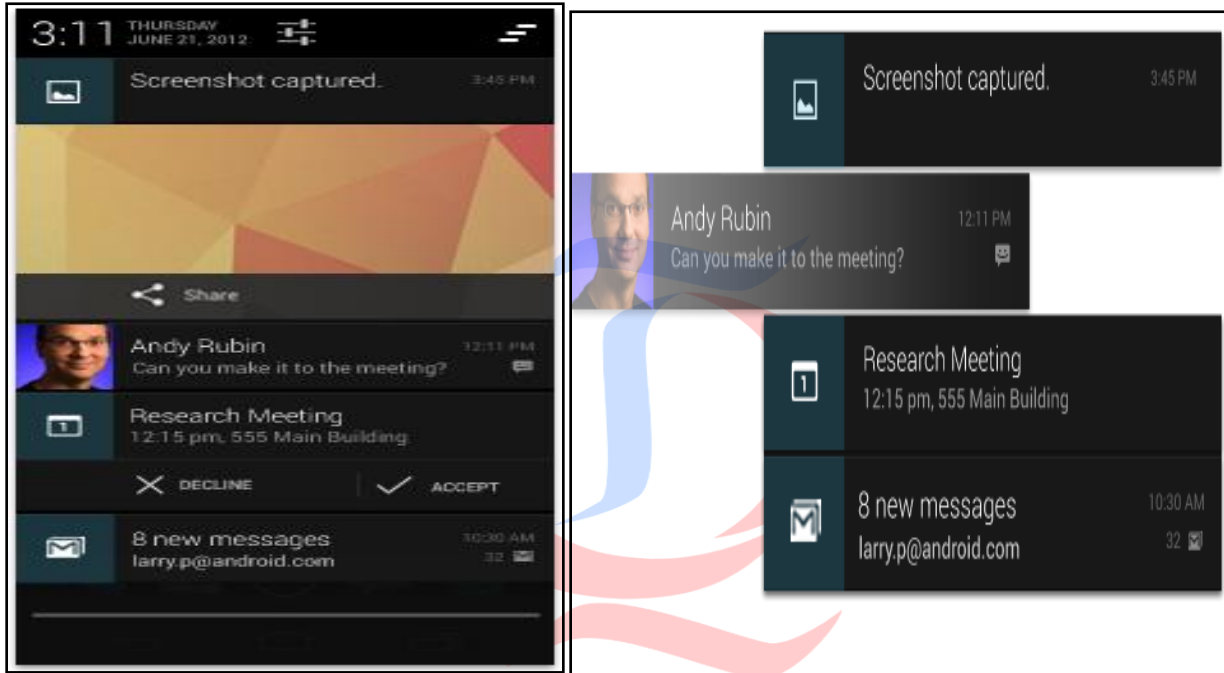 3:11 THURSDAY
JUNE 21, 2012
Screenshot captured. 3:45 PM
Share
Andy Rubin 12:11 PM
Can you make it to the meeting?
1 Research Meeting
12:15 pm, 555 Main Building
DECLINE ACCEPT
8 new messages 10:30 AM
larry.p@android.com 32
Screenshot captured. 3:45 PM
Andy Rubin 12:11 PM
Can you make it to the meeting?
Research Meeting
1 12:15 pm, 555 Main Building
8 new messages 10:30 AM
larry.p@android.com 32